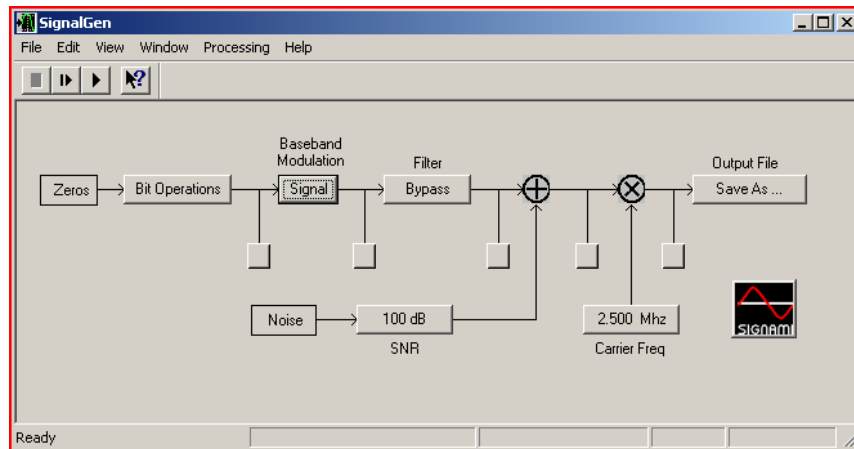 SignalGen
File Edit View Window Processing Help
Baseband
Modulation
Filter
Output File
Zeros
Bit Operations
Signal
Bypass
Save As ...
Noise
100 dB
2.500 Mhz
SIGNAMI
SNR
Carrier Freq
Ready